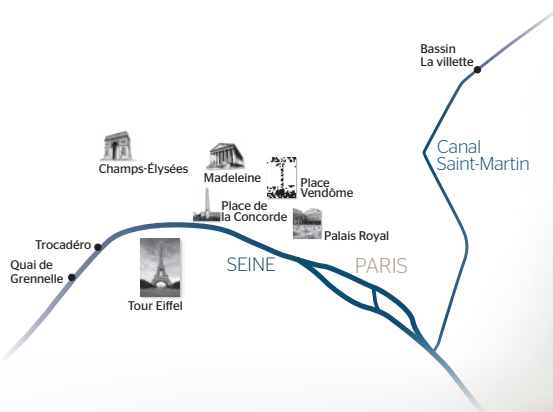 Bassin
La villette
Canal
Saint-Martin
Champs-Élysées
Madeleine
Place
Vendôme
Place de
la Concorde
Palais Royal
Trocadéro
Quai de
Grennelle
SEINE
PARIS
Tour Eiffel